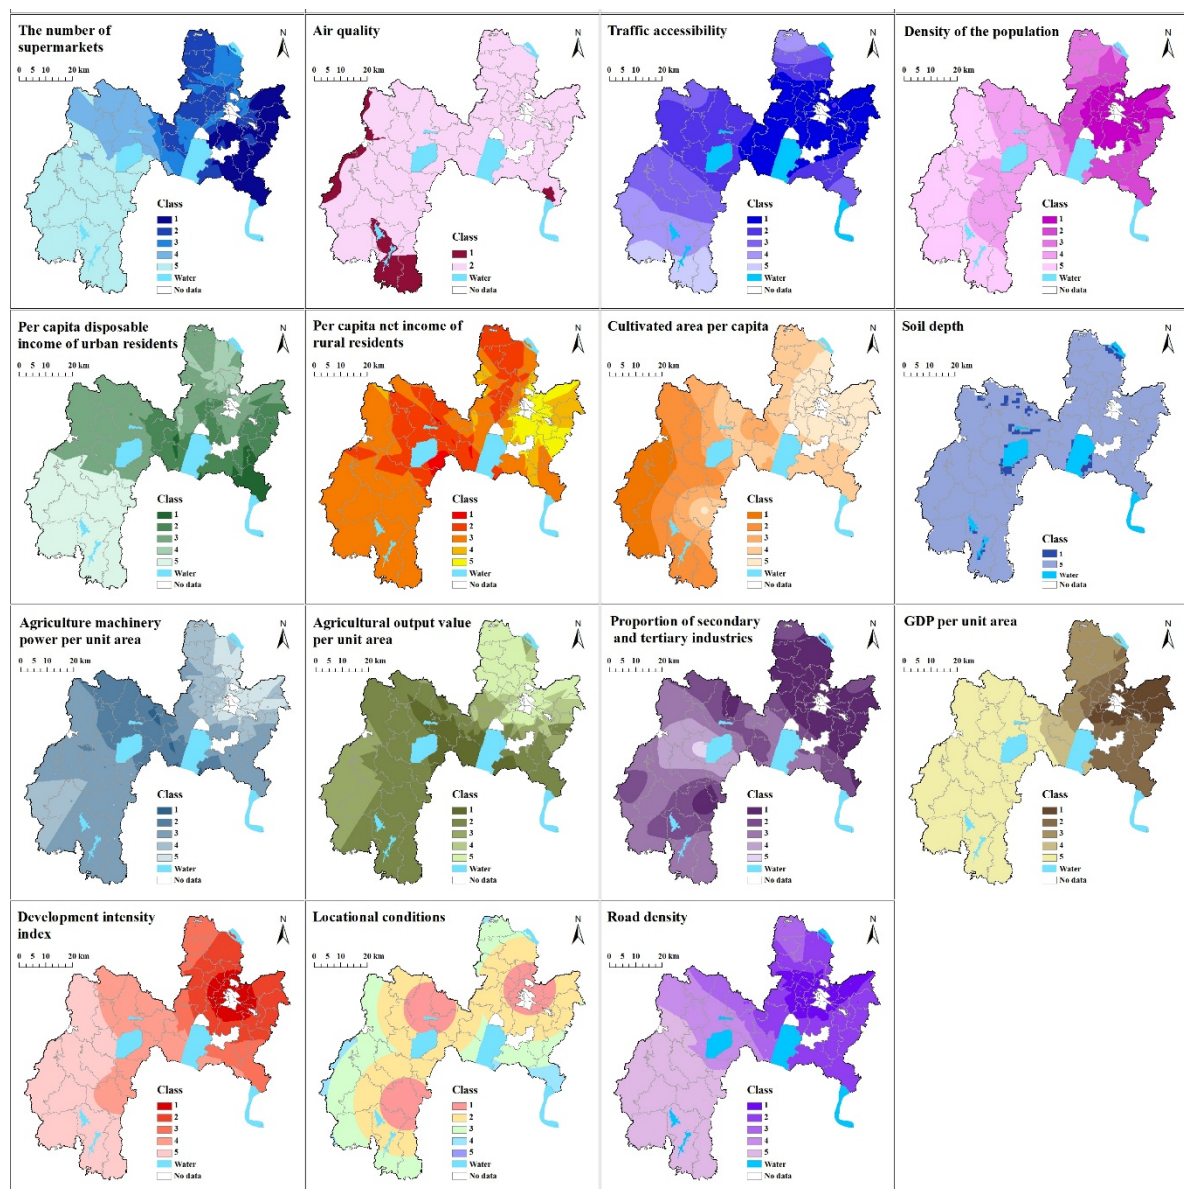 The number of
supermarkets
N
0 5 10 20 km
Class
1
2
3
4
5
Water
No data
Air quality
N
0 5 10 20 km
Class
1
2
Water
No data
Traffic accessibility
N
0 5 10 20 km
Class
1
2
3
4
5
Water
No data
Density of the population
N
0 5 10 20 km
Class
1
2
3
4
5
Water
No data
Per capita disposable
income of urban residents
N
0 5 10 20 km
Class
1
2
3
4
5
Water
No data
Per capita net income of
rural residents
N
0 5 10 20 km
Class
1
2
3
4
5
Water
No data
Cultivated area per capita
N
0 5 10 20 km
Class
1
2
3
4
5
Water
No data
Soil depth
N
0 5 10 20 km
Class
Water
No data
Agriculture machinery
power per unit area
N
0 5 10 20 km
Class
1
2
3
4
5
Water
No data
Agricultural output value
per unit area
N
0 5 10 20 km
Class
1
2
3
4
5
Water
No data
Proportion of secondary
and tertiary industries
N
0 5 10 20 km
Class
1
2
3
4
5
Water
No data
GDP per unit area
N
0 5 10 20 km
Class
1
2
3
4
Water
No data
Development intensity
index
N
0 5 10 20 km
Class
1
2
3
4
5
Water
No data
Locational conditions
N
0 5 10 20 km
Class
1
2
3
4
5
Water
No data
Road density
N
0 5 10 20 km
Class
1
2
3
4
5
Water
No data